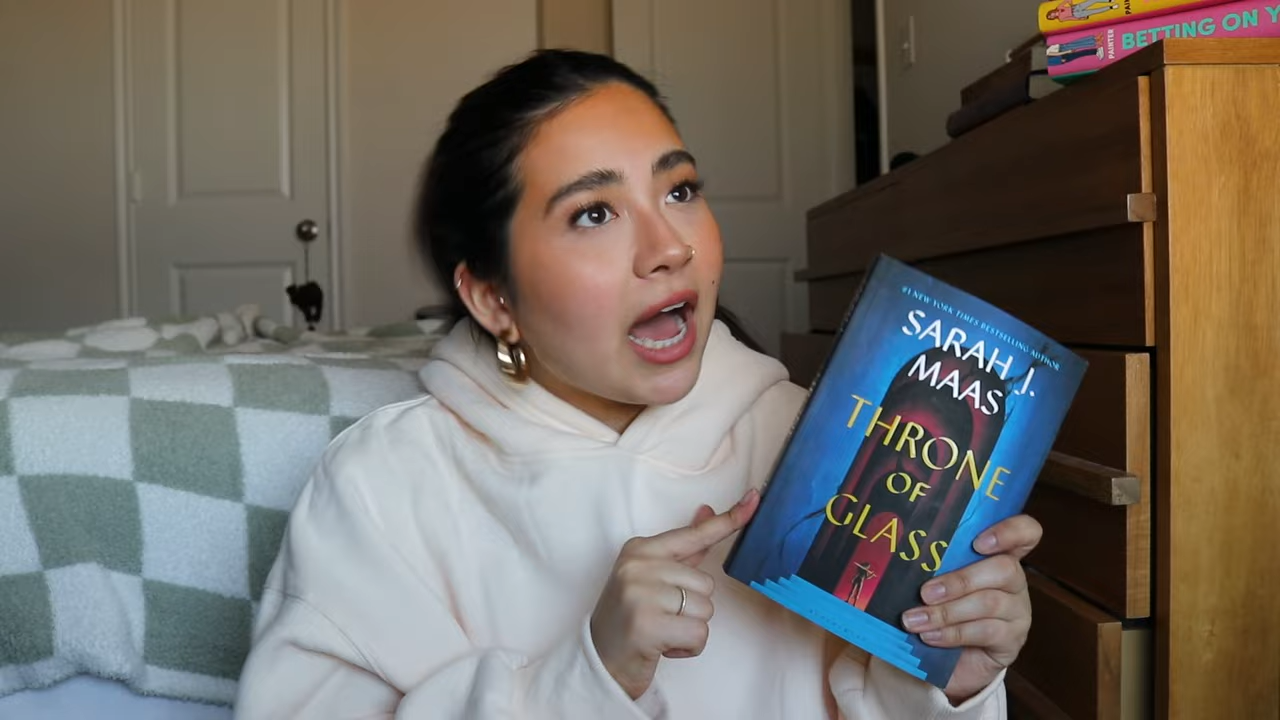 PAINTER
BETTING ON Y
#1 NEW YORK TIMES BESTSELLING AUTHOR
SARAH J.
MAAS
THRONE
OF
GLASS